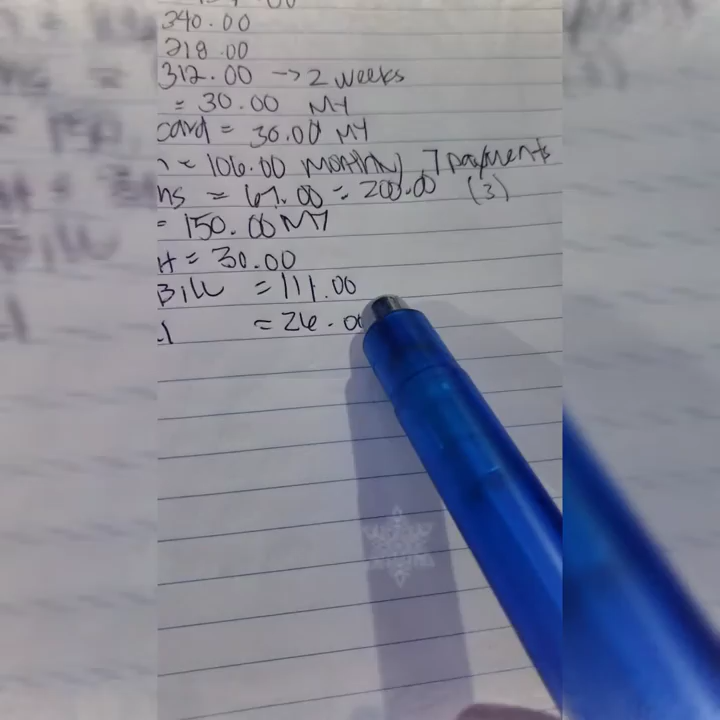 340.00
218.00
312.00 -> 2 weeks
= 30.00 MY
card = 30.00 MY
= 106.00 monthly 7 payments
ns = 67.00 = 200.00 (3)
= 150.00 MY
= 30.00
Bill = 111.00
= 26.00